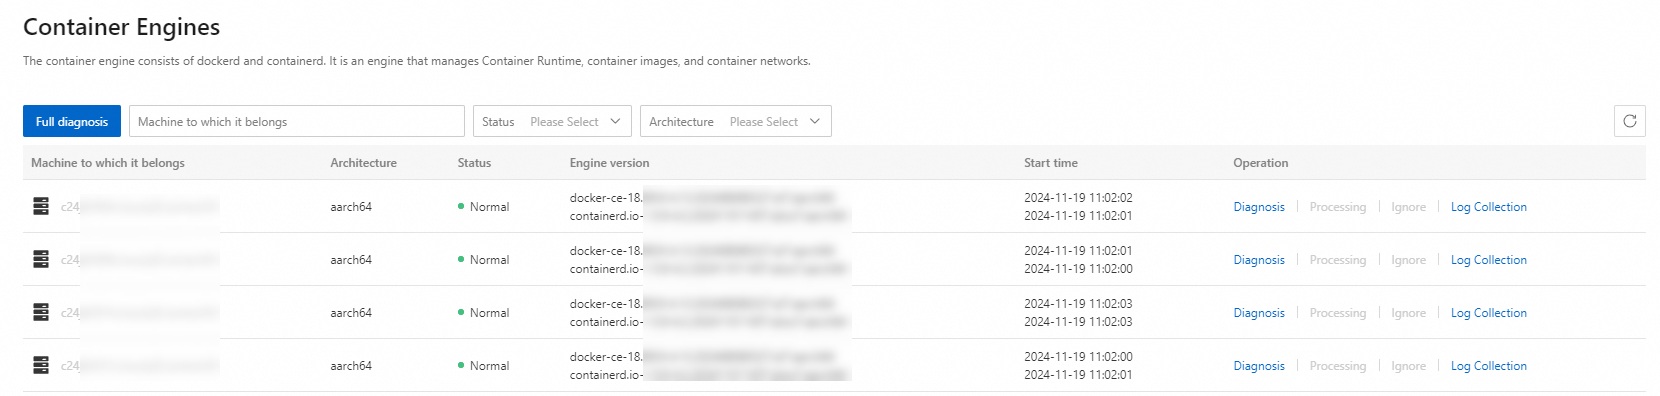 Container Engines
The container engine consists of dockerd and containerd. It is an engine that manages Container Runtime, container images, and container networks.
Full diagnosis Machine to which it belongs Status Please Select Architecture Please Select
Machine to which it belongs Architecture Status Engine version Start time Operation
c24 aarch64 Normal docker-ce-18. 2024-11-19 11:02:02 Diagnosis Processing Ignore Log Collection
containerd.io- 2024-11-19 11:02:01
c24 aarch64 Normal docker-ce-18. 2024-11-19 11:02:01 Diagnosis Processing Ignore Log Collection
containerd.io- 2024-11-19 11:02:00
c24 aarch64 Normal docker-ce-18. 2024-11-19 11:02:03 Diagnosis Processing Ignore Log Collection
containerd.io- 2024-11-19 11:02:03
c24 aarch64 Normal docker-ce-18. 2024-11-19 11:02:00 Diagnosis Processing Ignore Log Collection
containerd.io- 2024-11-19 11:02:01